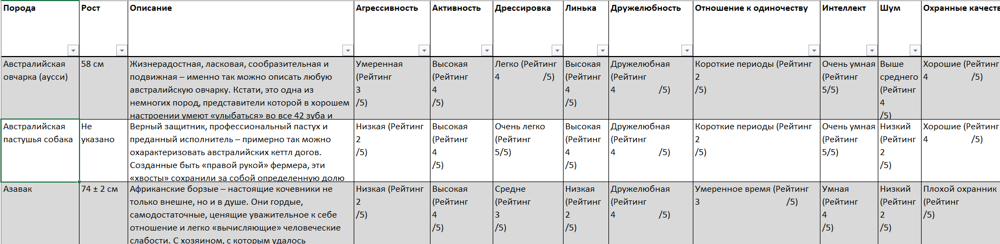 Порода
Рост
Описание
Агрессивность
Активность
Дрессировка
Линька
Дружелюбность
Отношение к одиночеству
Интеллект
Шум
Охранные качеств
Австралийская
овчарка (аусси)
58 см
Жизнерадостная, ласковая, сообразительная и
подвижная – именно так можно описать любую
австралийскую овчарку. Кстати, это одна из
немногих пород, представители которой в хорошем
настроении умеют «улыбаться» во все 42 зуба и
Умеренная
(Рейтинг
3
/5)
Высокая
(Рейтинг
4
/5)
Легко (Рейтинг
4 /5)
Высокая
(Рейтинг
4
/5)
Дружелюбная
(Рейтинг
4 /5)
Короткие периоды (Рейтинг
2
/5)
Очень умная
(Рейтинг
5/5)
Выше
среднего
(Рейтинг
4
/5)
Хорошие (Рейтинг
4 /5)
Австралийская
пастушья собака
Не
указано
Верный защитник, профессиональный пастух и
преданный исполнитель – примерно так можно
охарактеризовать австралийских кеттл догов.
Созданные быть «правой рукой» фермера, эти
«хвосты» сохранили за собой определенную долю
Низкая (Рейтинг
2
/5)
Высокая
(Рейтинг
4
/5)
Очень легко
(Рейтинг
5/5)
Высокая
(Рейтинг
4
/5)
Дружелюбная
(Рейтинг
4 /5)
Короткие периоды (Рейтинг
2
/5)
Очень умная
(Рейтинг
5/5)
Низкий
(Рейтинг
2
/5)
Хорошие (Рейтинг
4 /5)
Азавак
74 ± 2 см
Африканские борзые – настоящие кочевники не
только внешне, но и в душе. Они гордые,
самодостаточные, ценящие уважительное к себе
отношение и легко «вычисляющие» человеческие
слабости. С хозяином, с которым удалось
Низкая (Рейтинг
2
/5)
Высокая
(Рейтинг
4
/5)
Средне
(Рейтинг
3
/5)
Низкая
(Рейтинг
2
/5)
Дружелюбная
(Рейтинг
4 /5)
Умеренное время (Рейтинг
3 /5)
Умная
(Рейтинг
4
/5)
Низкий
(Рейтинг
2
/5)
Плохой охранник
(Рейтинг
/5)